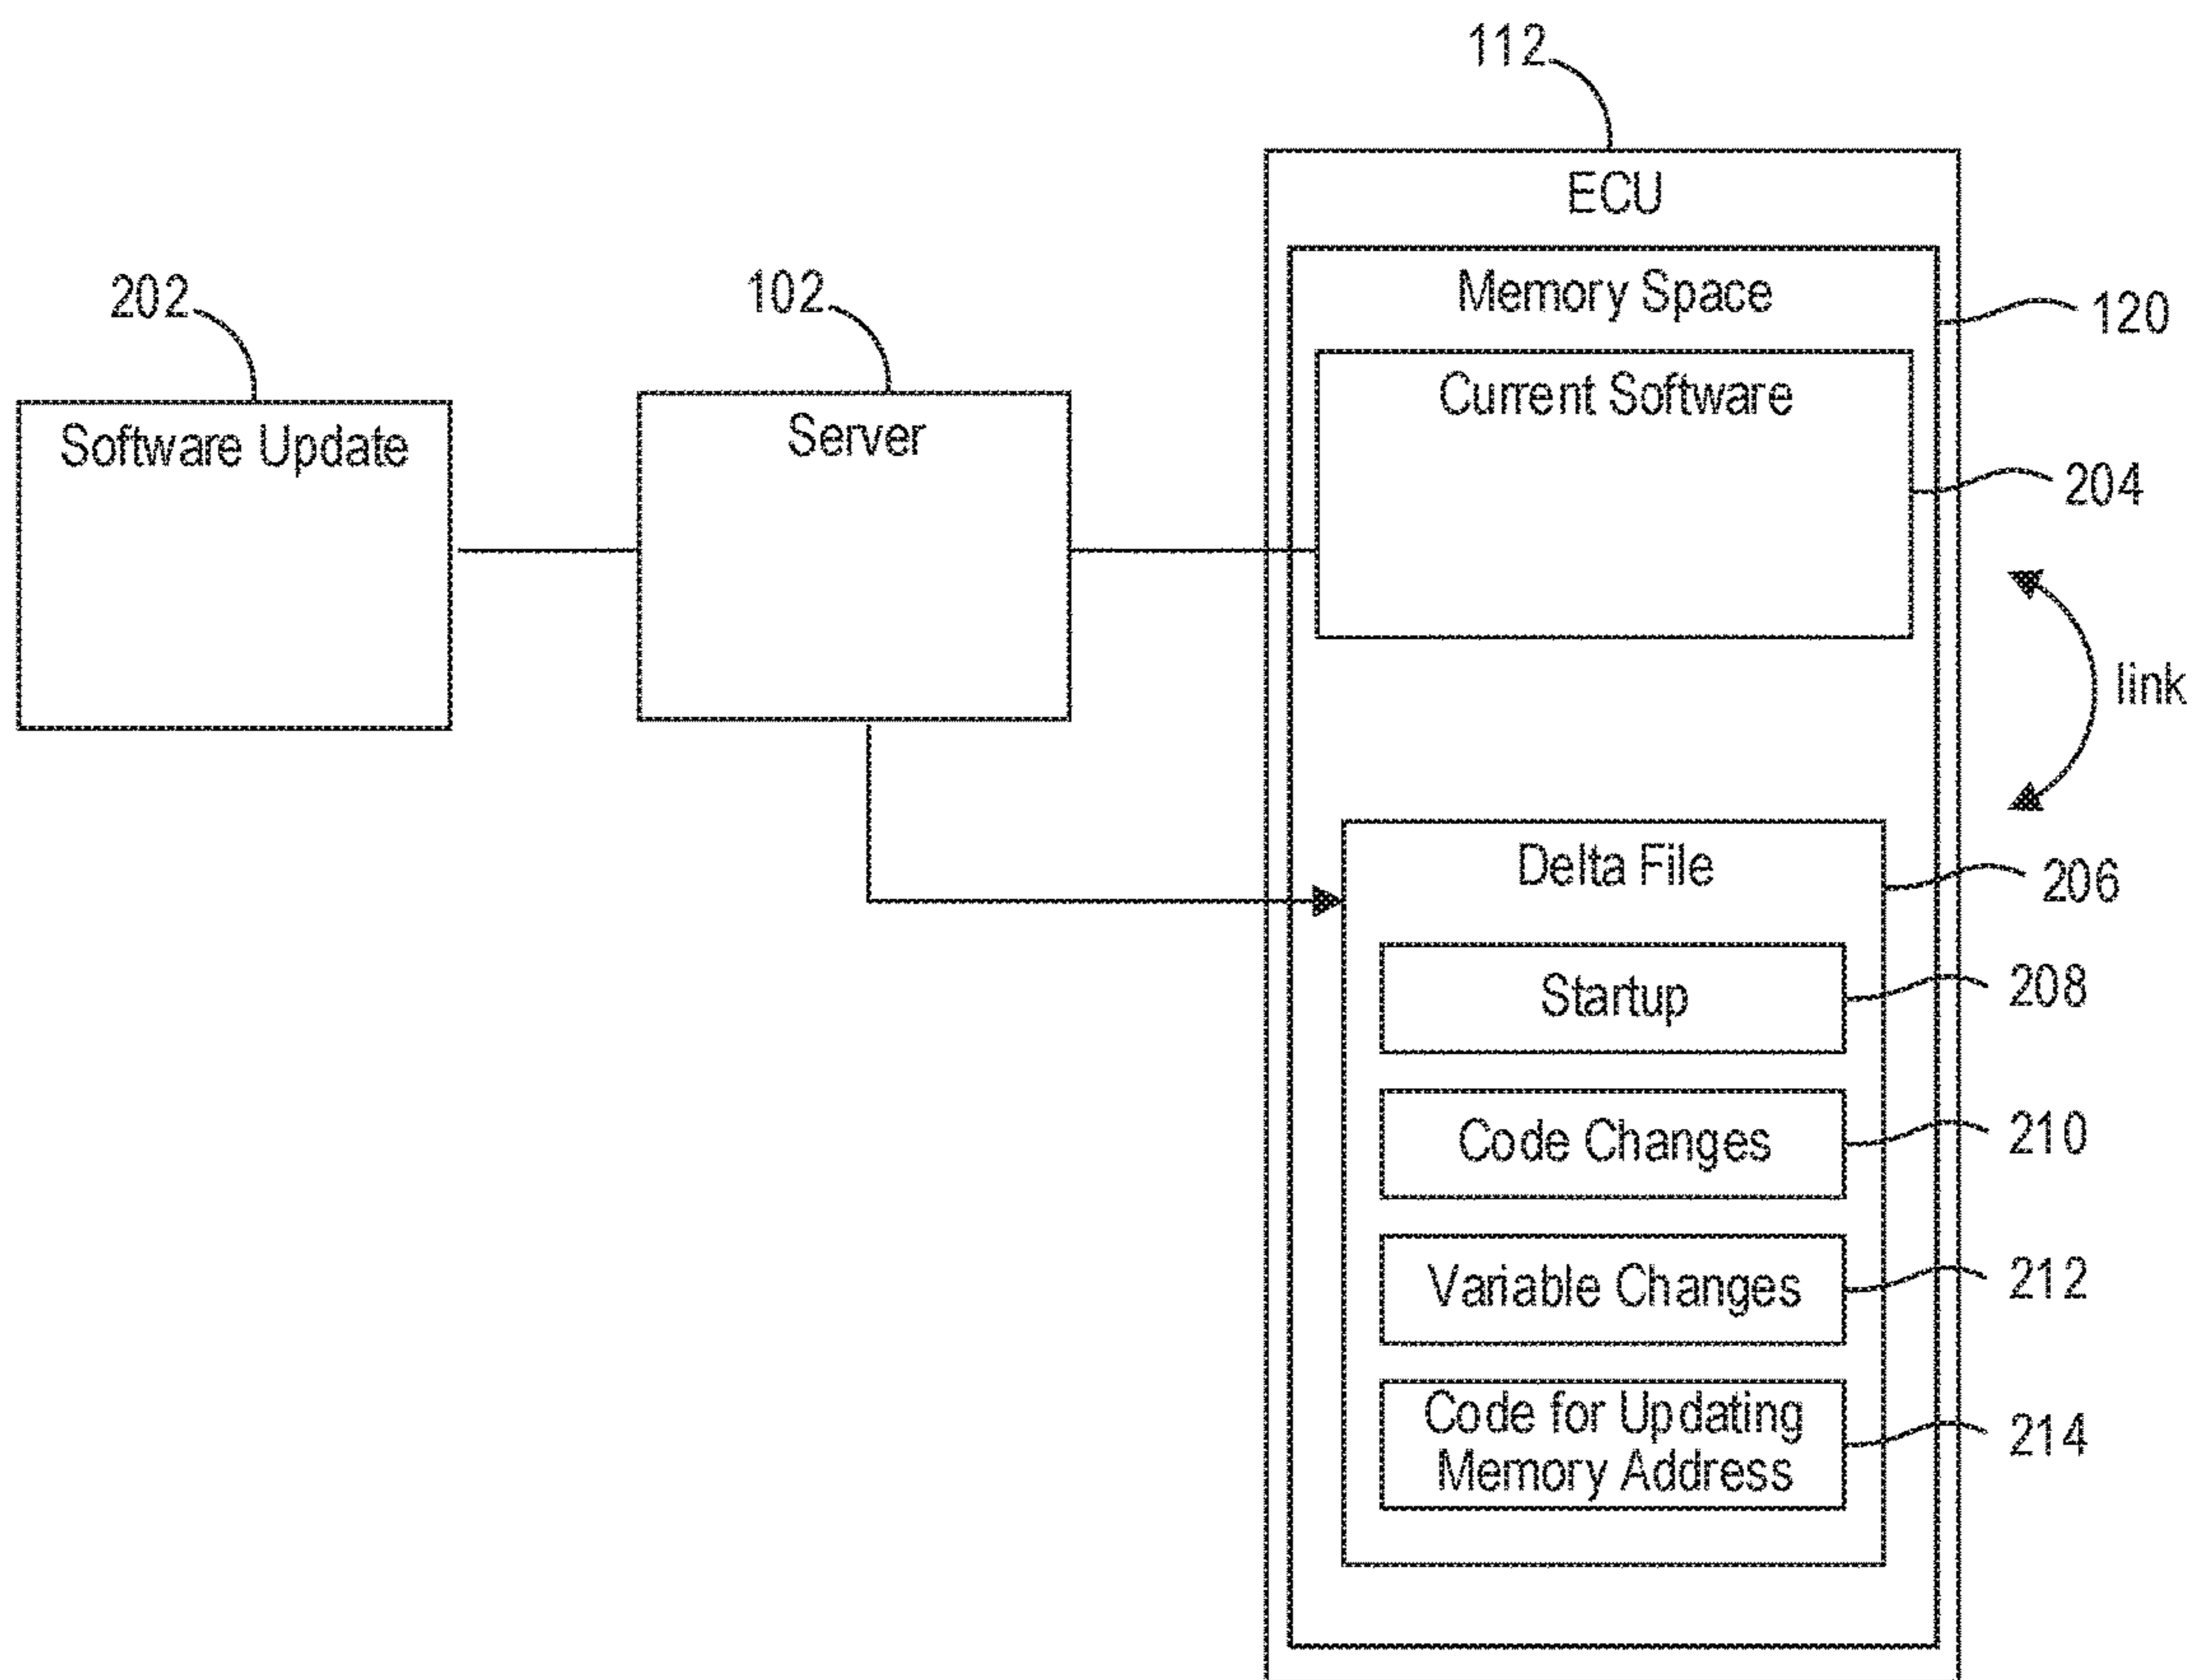 112
ECU
202
102
Memory Space
120
Software Update
Server
Current Software
204
link
Delta File
206
Startup
208
Code Changes
210
Variable Changes
212
Code for Updating
Memory Address
214